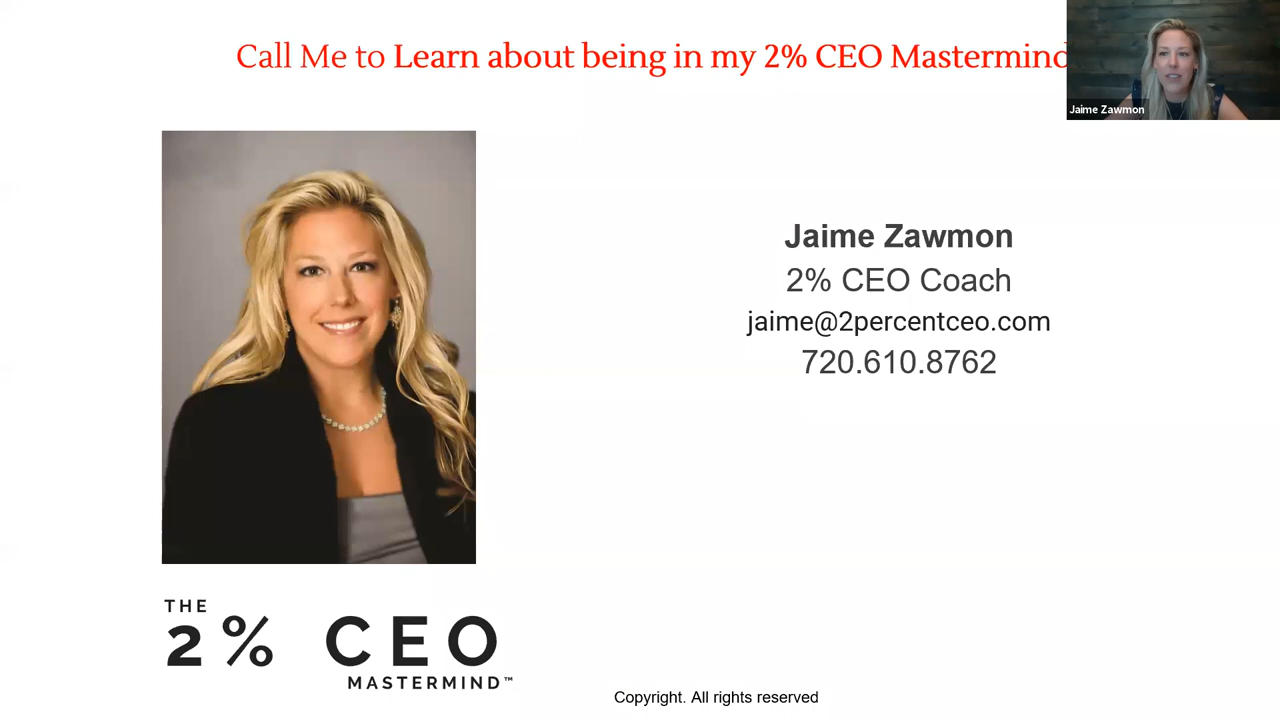 Call Me to Learn about being in my 2% CEO Mastermind
Jaime Zawmon
Jaime Zawmon
2% CEO Coach
jaime@2percentceo.com
720.610.8762
THE
2% CEO
MASTERMIND™
Copyright. All rights reserved